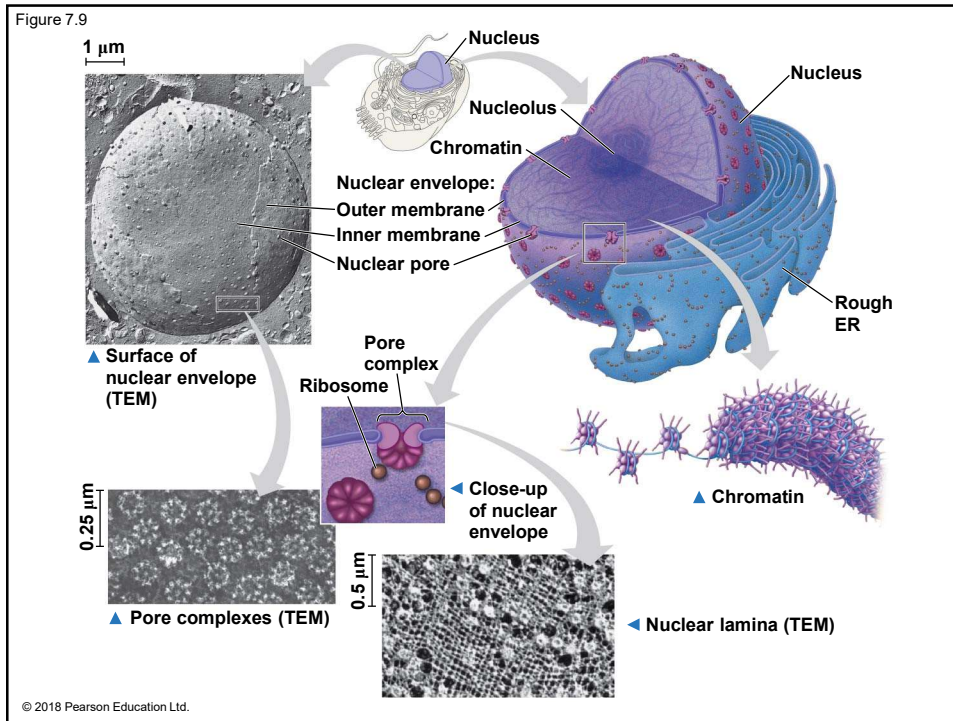 Figure 7.9
1 μm
Nucleus
Nucleus
Nucleolus
Chromatin
Nuclear envelope:
Outer membrane
Inner membrane
Nuclear pore
Rough
ER
Surface of
nuclear envelope
(TEM)
Pore
complex
Ribosome
Close-up
of nuclear
envelope
Chromatin
0.25 μm
Pore complexes (TEM)
0.5 μm
Nuclear lamina (TEM)
© 2018 Pearson Education Ltd.